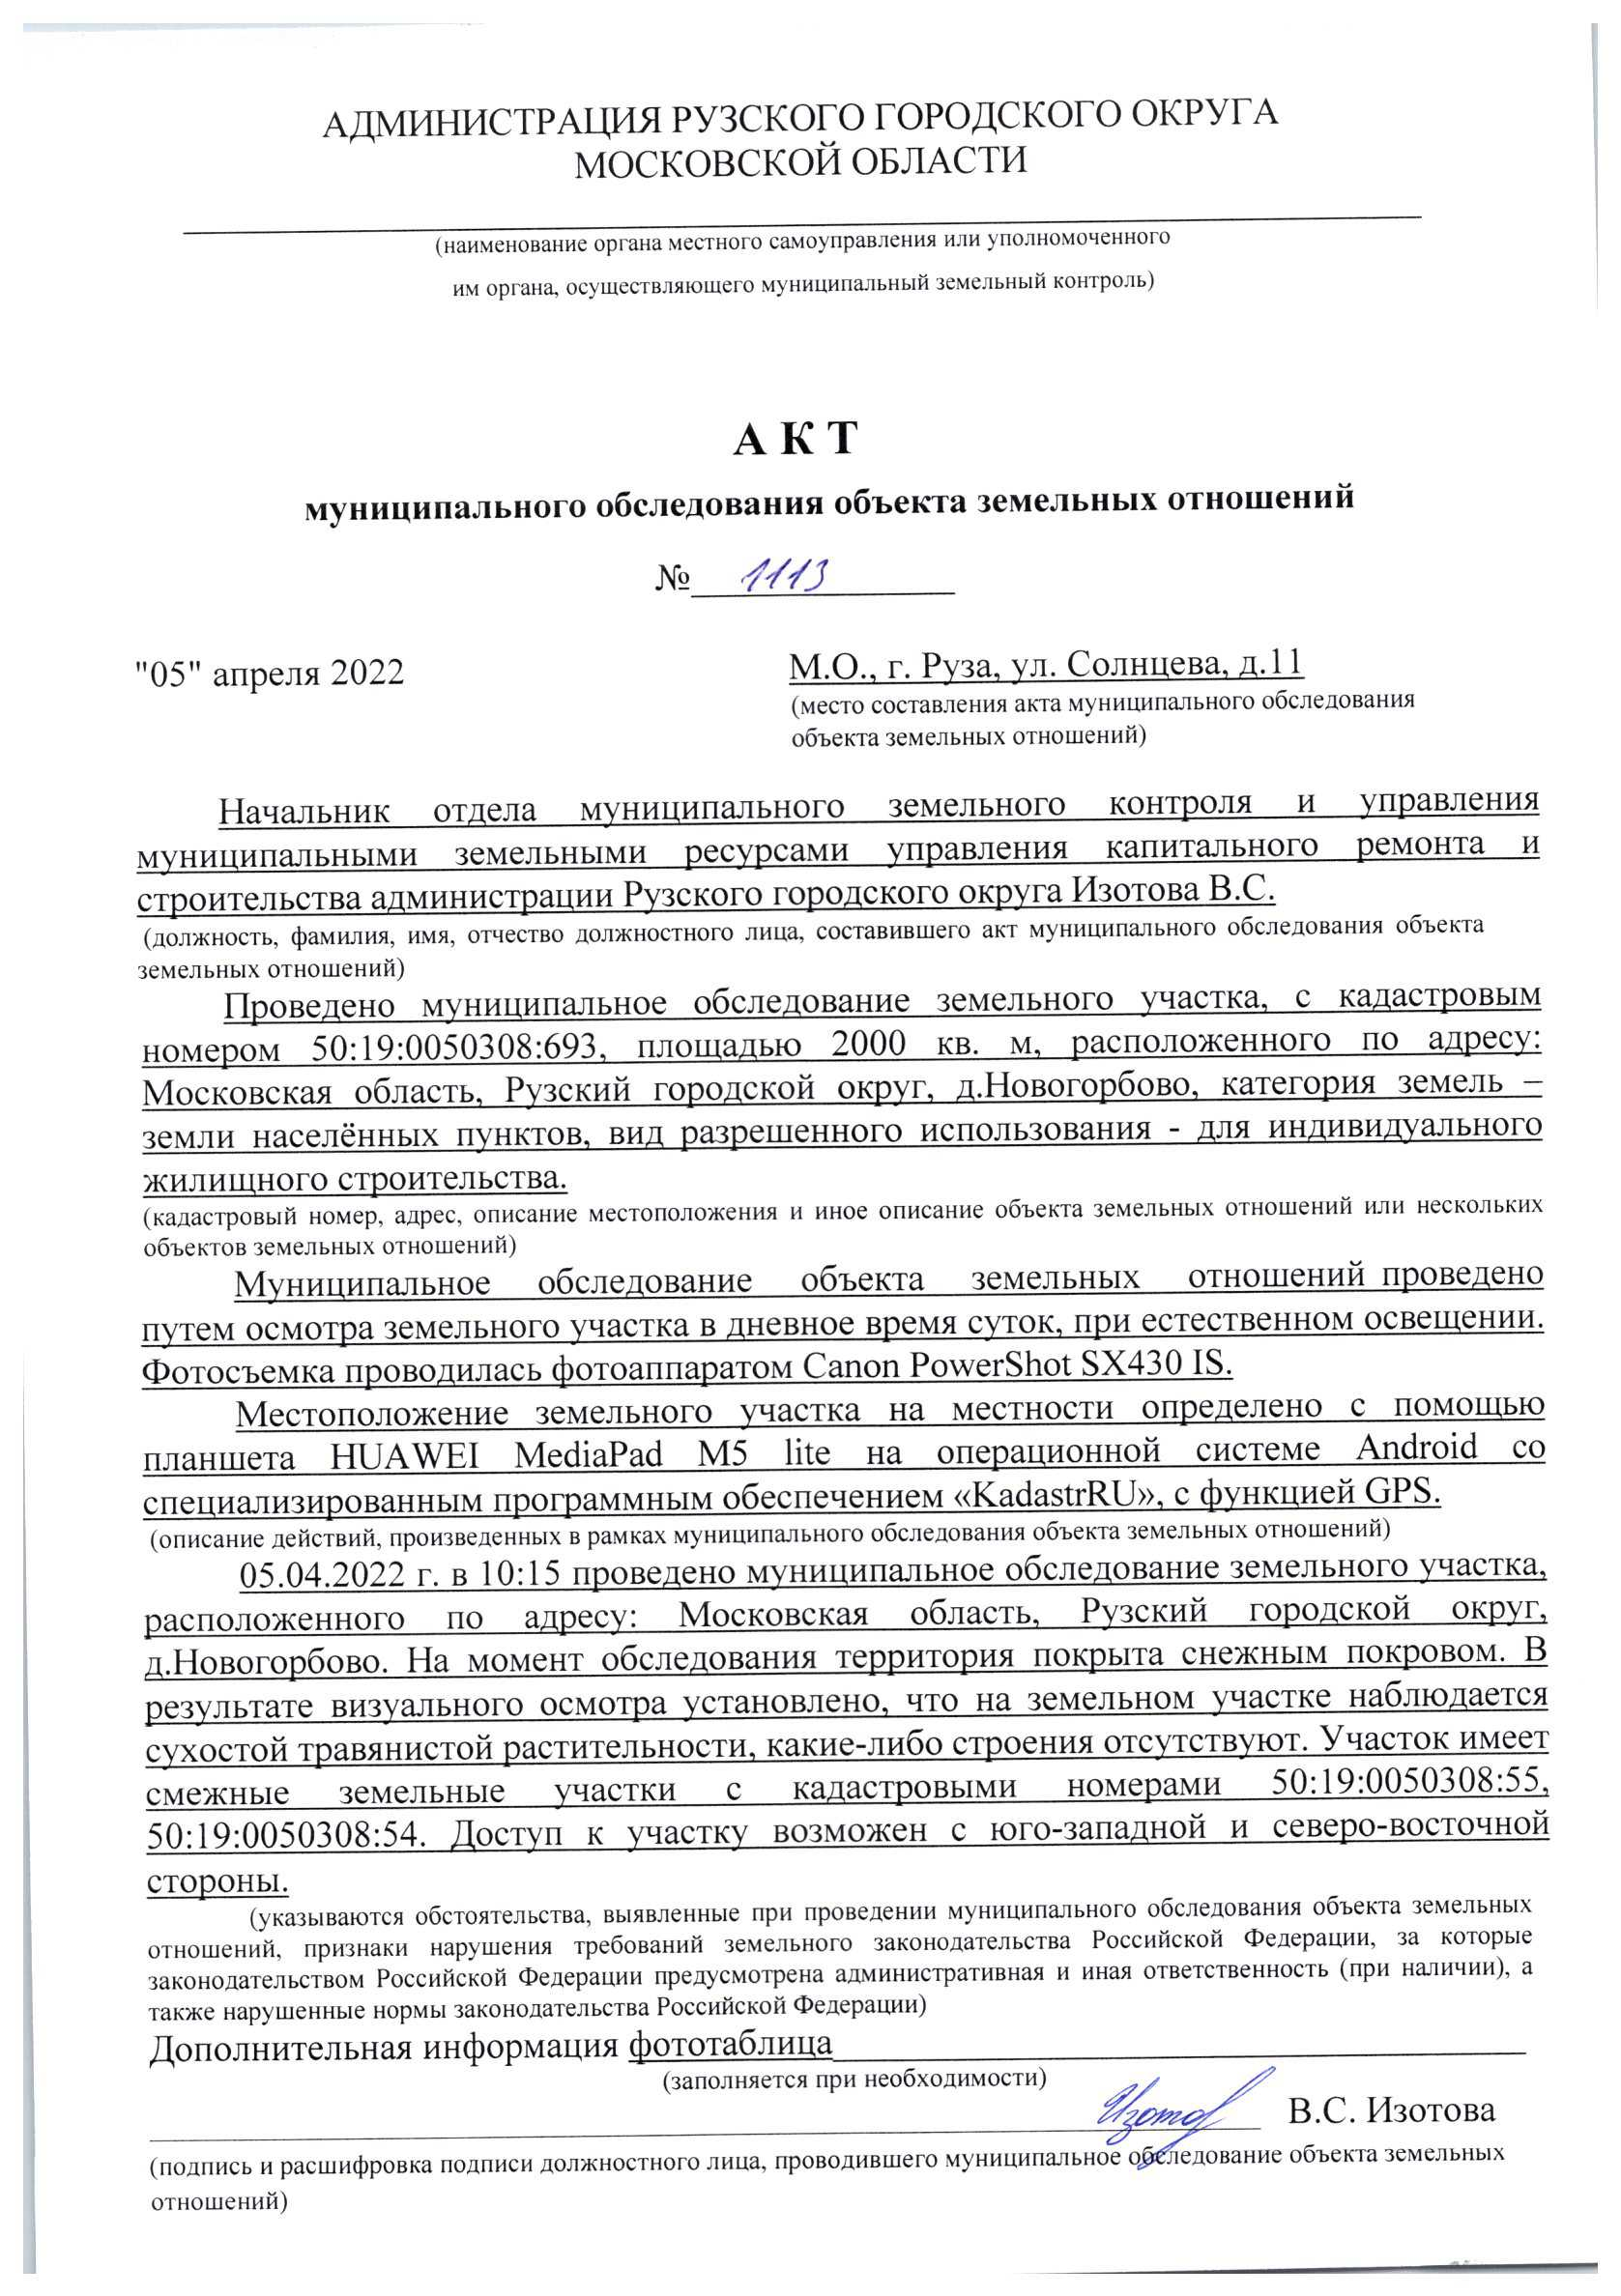 АДМИНИСТРАЦИЯ РУЗСКОГО ГОРОДСКОГО ОКРУГА
МОСКОВСКОЙ ОБЛАСТИ
(наименование органа местного самоуправления или уполномоченного
им органа, осуществляющего муниципальный земельный контроль)
А К Т
муниципального обследования объекта земельных отношений
№ 1113
"05" апреля 2022
М.О., г. Руза, ул. Солнцева, д.11
(место составления акта муниципального обследования
объекта земельных отношений)
Начальник отдела муниципального земельного контроля и управления
муниципальными земельными ресурсами управления капитального ремонта и
строительства администрации Рузского городского округа Изотова В.С.
(должность, фамилия, имя, отчество должностного лица, составившего акт муниципального обследования объекта
земельных отношений)
Проведено муниципальное обследование земельного участка, с кадастровым
номером 50:19:0050308:693, площадью 2000 кв. м, расположенного по адресу:
Московская область, Рузский городской округ, д.Новогорбово, категория земель –
земли населённых пунктов, вид разрешенного использования - для индивидуального
жилищного строительства.
(кадастровый номер, адрес, описание местоположения и иное описание объекта земельных отношений или нескольких
объектов земельных отношений)
Муниципальное обследование объекта земельных отношений проведено
путем осмотра земельного участка в дневное время суток, при естественном освещении.
Фотосъемка проводилась фотоаппаратом Canon PowerShot SX430 IS.
Местоположение земельного участка на местности определено с помощью
планшета HUAWEI MediaPad M5 lite на операционной системе Android со
специализированным программным обеспечением «KadastrRU», с функцией GPS.
(описание действий, произведенных в рамках муниципального обследования объекта земельных отношений)
05.04.2022 г. в 10:15 проведено муниципальное обследование земельного участка,
расположенного по адресу: Московская область, Рузский городской округ,
д.Новогорбово. На момент обследования территория покрыта снежным покровом. В
результате визуального осмотра установлено, что на земельном участке наблюдается
сухостой травянистой растительности, какие-либо строения отсутствуют. Участок имеет
смежные земельные участки с кадастровыми номерами 50:19:0050308:55,
50:19:0050308:54. Доступ к участку возможен с юго-западной и северо-восточной
стороны.
(указываются обстоятельства, выявленные при проведении муниципального обследования объекта земельных
отношений, признаки нарушения требований земельного законодательства Российской Федерации, за которые
законодательством Российской Федерации предусмотрена административная и иная ответственность (при наличии), а
также нарушенные нормы законодательства Российской Федерации)
Дополнительная информация фототаблица
(заполняется при необходимости)
В.С. Изотова
(подпись и расшифровка подписи должностного лица, проводившего муниципальное обследование объекта земельных
отношений)